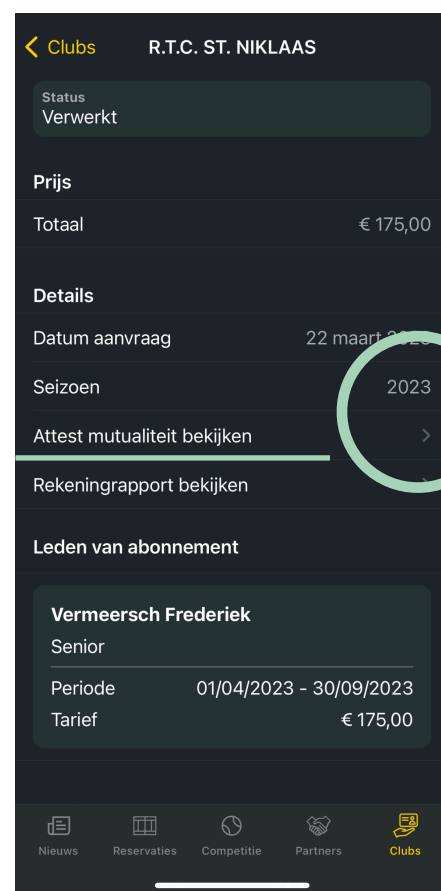 Clubs R.T.C. ST. NIKLAAS
Status
Verwerkt
Prijs
Totaal € 175,00
Details
Datum aanvraag 22 maart
Seizoen 2023
Attest mutualiteit bekijken
Rekeningrapport bekijken
Leden van abonnement
Vermeersch Frederiek
Senior
Periode 01/04/2023 - 30/09/2023
Tarief € 175,00
Nieuws Reservaties Competitie Partners Clubs